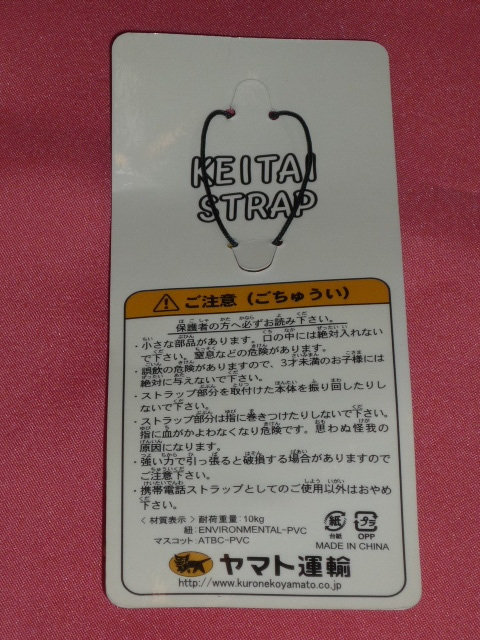 KEITAI
STRAP
ご注意（ごちゅうい）
保護者の方へ必ずお読み下さい。
・小さな部品があります。口の中には絶対入れない
で下さい。窒息などの危険があります。
・誤飲の危険がありますので、3才未満のお子様には
絶対に与えないで下さい。
・ストラップ部分を取付けた本体を振り回したりし
ないで下さい。
・ストラップ部分は指に巻きつけたりしないで下さい。
指に血がかよわなくなり危険です。思わぬ怪我の
原因になります。
・強い力で引っ張ると破損する場合がありますので
ご注意下さい。
・携帯電話ストラップとしてのご使用以外はおやめ
下さい。
＜材質表示＞耐荷重量：10kg
紐：ENVIRONMENTAL-PVC
マスコット：ATBC-PVC
紙 プラ
台紙 OPP
MADE IN CHINA
ヤマト運輸
http://www.kuronekoyamato.co.jp